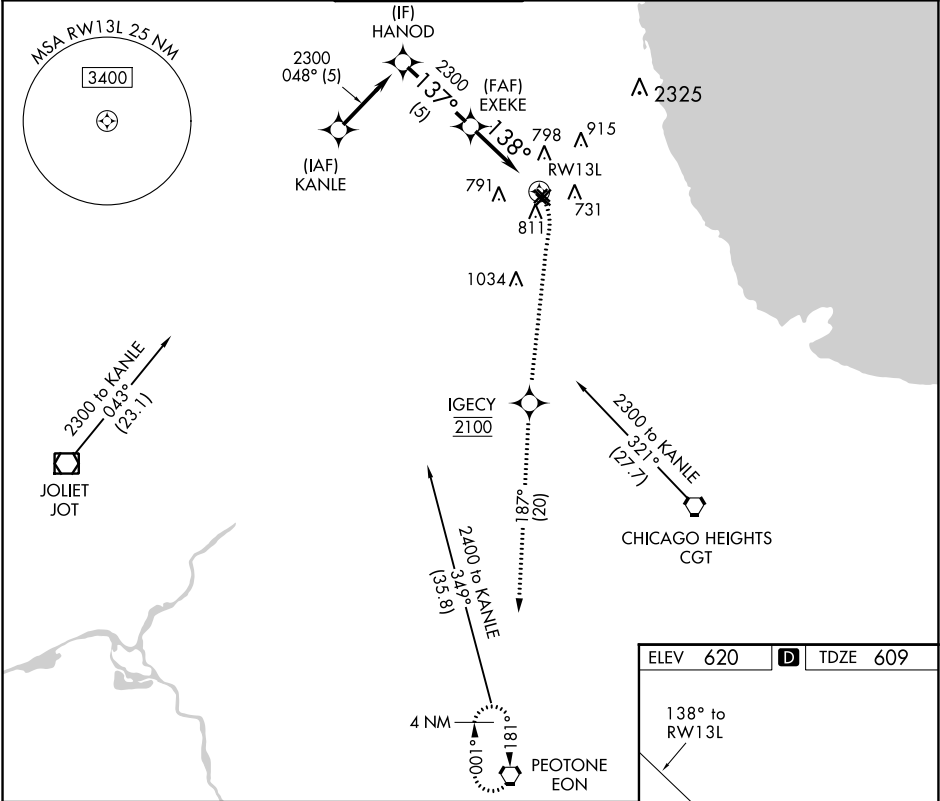 MSA RW13L 25 NM
3400
(IF)
HANOD
2300
048° (5)
2300
137°
(5)
(FAF)
EXEKE
138°
(IAF)
KANLE
2325
915
798
RW13L
791
731
811
1034
2300 to KANLE
043°
(23.1)
JOLIET
JOT
IGECY
2100
2300 to KANLE
321°
(27.7)
CHICAGO HEIGHTS
CGT
187°
(20)
2400 to KANLE
349°
(35.8)
4 NM
001°
181°
PEOTONE
EON
ELEV 620 D TDZE 609
138° to
RW13L